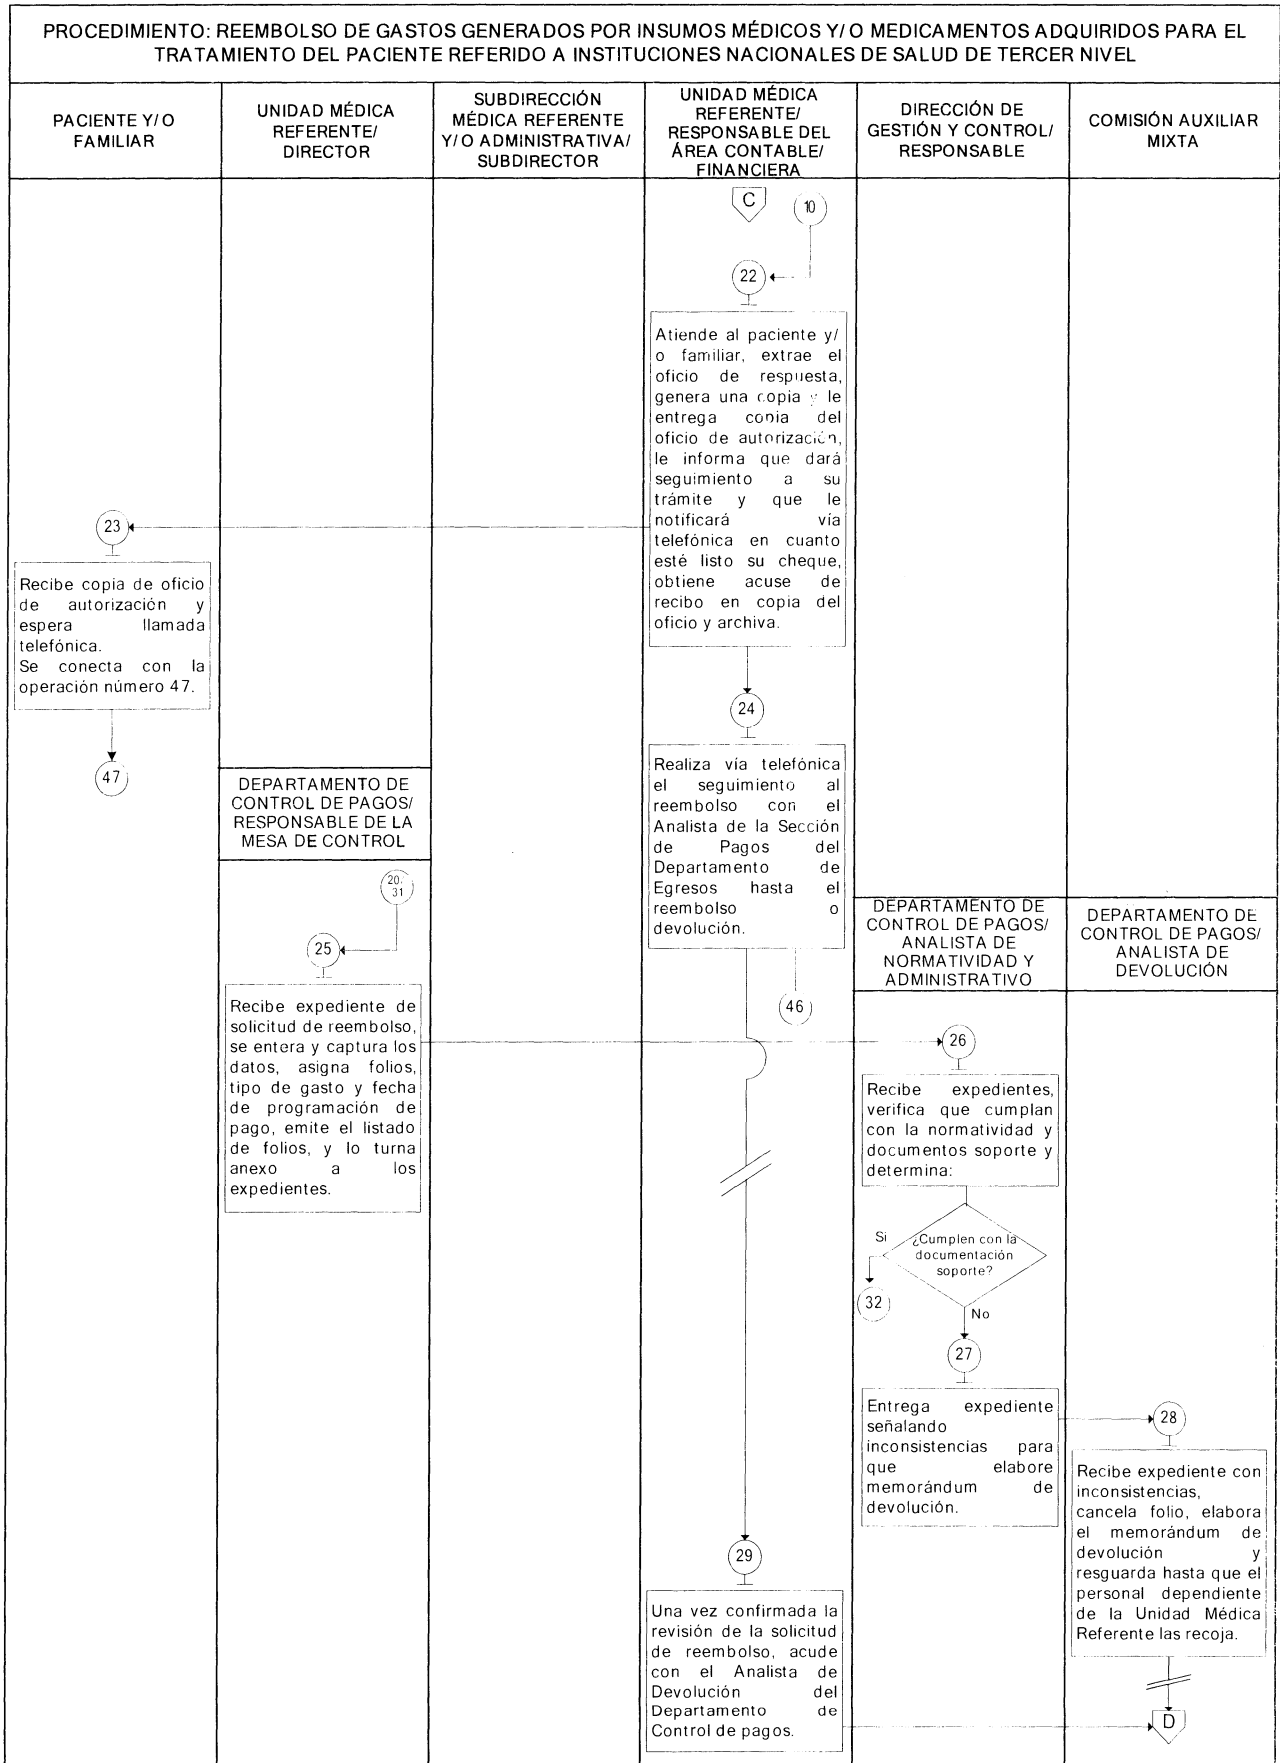 PROCEDIMIENTO: REEMBOLSO DE GASTOS GENERADOS POR INSUMOS MÉDICOS Y/O MEDICAMENTOS ADQUIRIDOS PARA EL
TRATAMIENTO DEL PACIENTE REFERIDO A INSTITUCIONES NACIONALES DE SALUD DE TERCER NIVEL
PACIENTE Y/O
FAMILIAR
UNIDAD MÉDICA
REFERENTE/
DIRECTOR
SUBDIRECCIÓN
MÉDICA REFERENTE
Y/O ADMINISTRATIVA/
SUBDIRECTOR
UNIDAD MÉDICA
REFERENTE/
RESPONSABLE DEL
ÁREA CONTABLE/
FINANCIERA
DIRECCIÓN DE
GESTIÓN Y CONTROL/
RESPONSABLE
COMISIÓN AUXILIAR
MIXTA
C
10
22
Atiende al paciente y/
o familiar, extrae el
oficio de respuesta,
genera una copia y le
entrega copia del
oficio de autorización,
le informa que dará
seguimiento a su
trámite y que le
notificará vía
telefónica en cuanto
esté listo su cheque,
obtiene acuse de
recibo en copia del
oficio y archiva.
23
Recibe copia de oficio
de autorización y
espera llamada
telefónica.
Se conecta con la
operación número 47.
47
24
Realiza vía telefónica
el seguimiento al
reembolso con el
Analista de la Sección
de Pagos del
Departamento de
Egresos hasta el
reembolso o
devolución.
46
DEPARTAMENTO DE
CONTROL DE PAGOS/
RESPONSABLE DE LA
MESA DE CONTROL
20,
31
25
Recibe expediente de
solicitud de reembolso,
se entera y captura los
datos, asigna folios,
tipo de gasto y fecha
de programación de
pago, emite el listado
de folios, y lo turna
anexo a los
expedientes.
DEPARTAMENTO DE
CONTROL DE PAGOS/
ANALISTA DE
NORMATIVIDAD Y
ADMINISTRATIVO
DEPARTAMENTO DE
CONTROL DE PAGOS/
ANALISTA DE
DEVOLUCIÓN
26
Recibe expedientes,
verifica que cumplan
con la normatividad y
documentos soporte y
determina:
¿Cumplen con la
documentación
soporte?
Si
32
No
27
Entrega expediente
señalando
inconsistencias para
que elabore
memorándum de
devolución.
28
Recibe expediente con
inconsistencias,
cancela folio, elabora
el memorándum de
devolución y
resguarda hasta que el
personal dependiente
de la Unidad Médica
Referente las recoja.
29
Una vez confirmada la
revisión de la solicitud
de reembolso, acude
con el Analista de
Devolución del
Departamento de
Control de pagos.
D